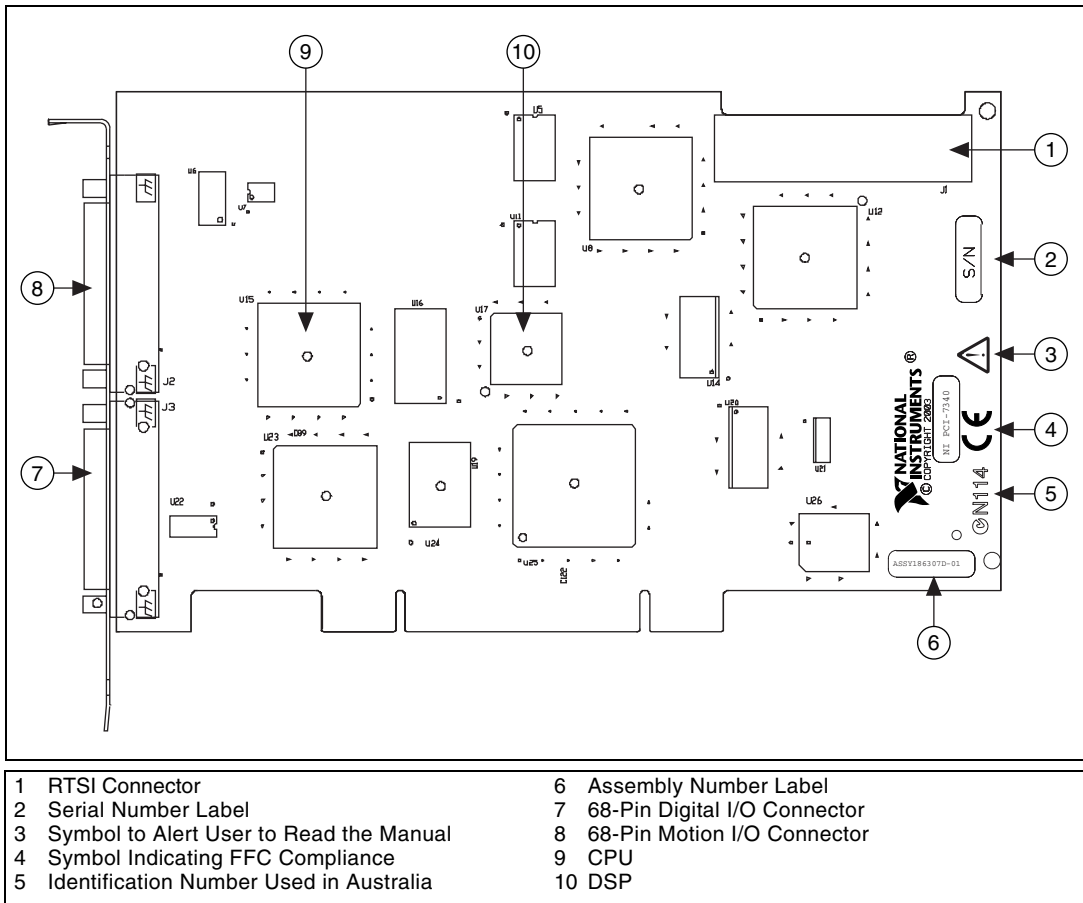 9
10
U5
1
J1
U6
U7
U11
U8
U12
S/N
2
8
U15
U16
U17
U14
3
J2
J3
U20
NATIONAL
INSTRUMENTS ®
© COPYRIGHT 2003
NI PCI-7340
CE
4
U23
C89
U19
U21
7
N114
5
U22
U24
U25
C122
U26
ASSY186307D-01
6
1 RTSI Connector
2 Serial Number Label
3 Symbol to Alert User to Read the Manual
4 Symbol Indicating FFC Compliance
5 Identification Number Used in Australia
6 Assembly Number Label
7 68-Pin Digital I/O Connector
8 68-Pin Motion I/O Connector
9 CPU
10 DSP